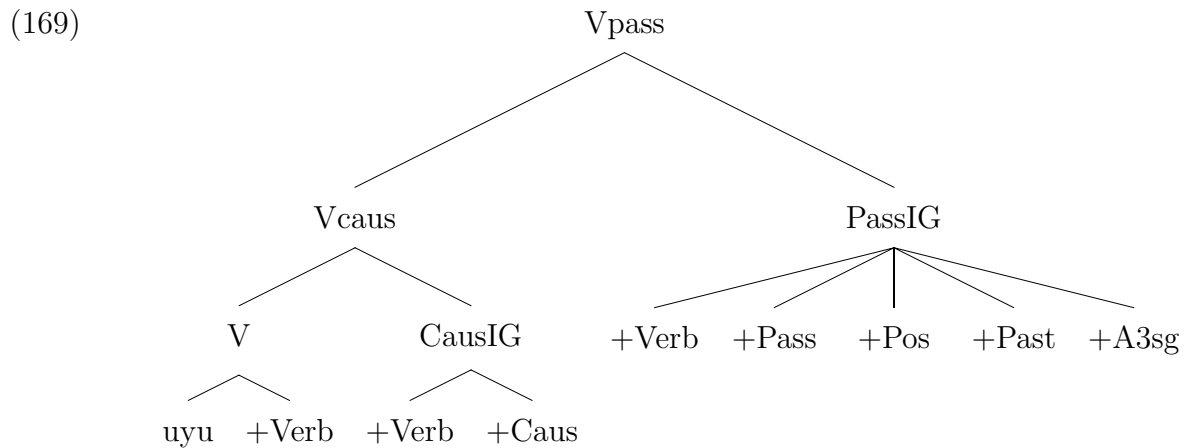 (169) Vpass
Vcaus PassIG
V CausIG +Verb +Pass +Pos +Past +A3sg
uyu +Verb +Verb +Caus